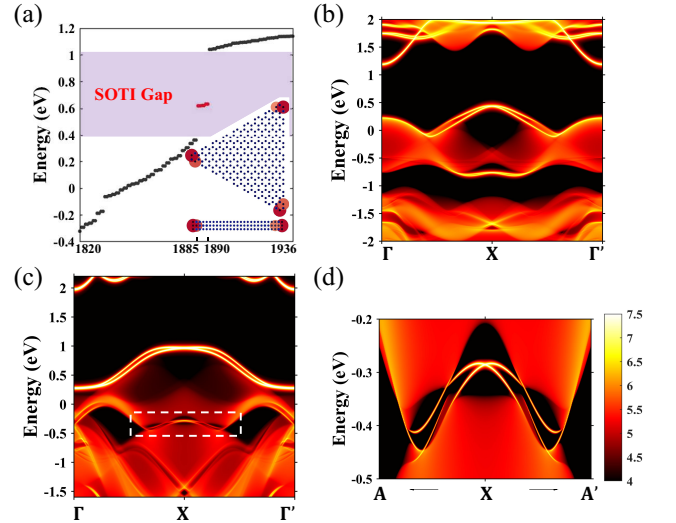 (a)
Energy (eV)
1.2
1
0.8
0.6
0.4
0.2
0
-0.2
-0.4
SOTI Gap
1820
1885
1890
1936
(b)
Energy (eV)
2
1.5
1
0.5
0
-0.5
-1
-1.5
-2
Γ
X
Γ'
(c)
Energy (eV)
2
1.5
1
0.5
0
-0.5
-1
-1.5
Γ
X
Γ'
(d)
Energy (eV)
-0.2
-0.3
-0.4
-0.5
A
X
A'
7.5
7
6.5
6
5.5
5
4.5
4